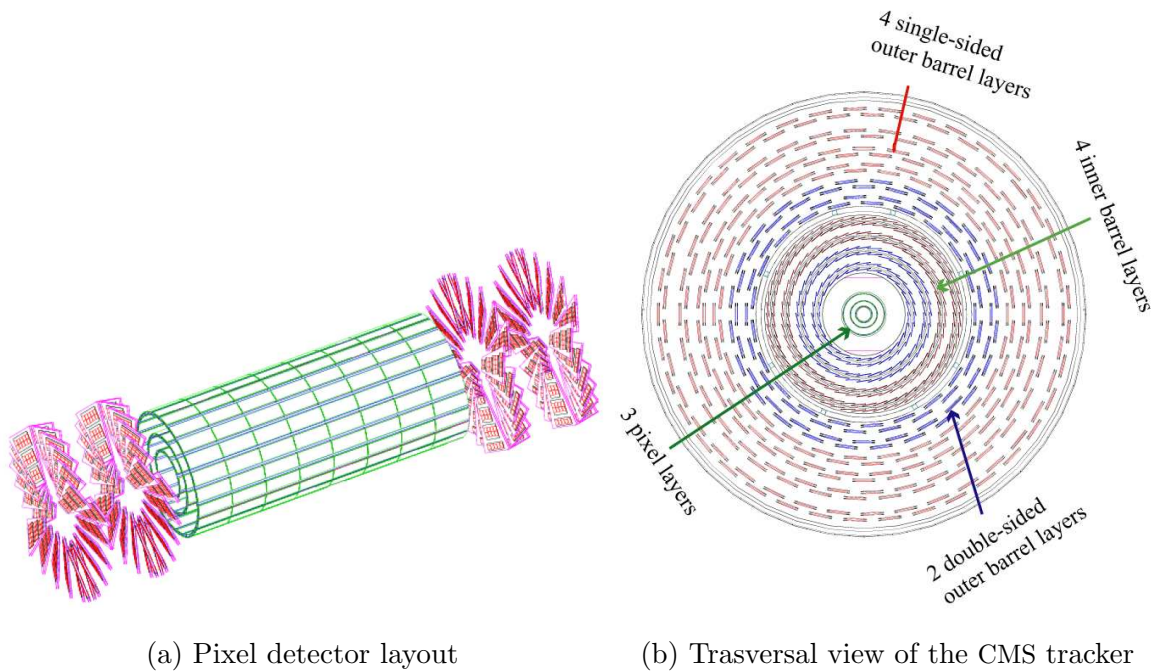 4 single-sided
outer barrel layers
4 inner barrel layers
3 pixel layers
2 double-sided
outer barrel layers
(a) Pixel detector layout
(b) Trasversal view of the CMS tracker